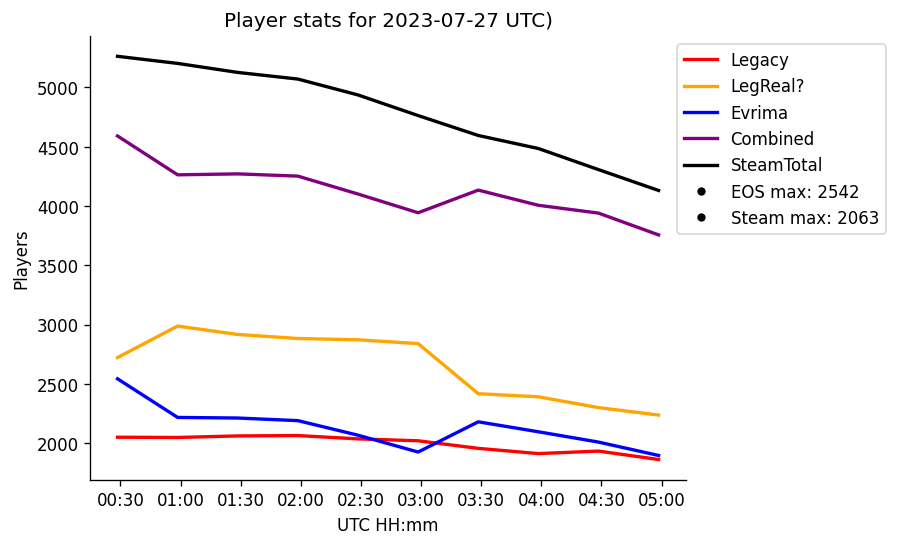 Player stats for 2023-07-27 UTC)
Legacy
LegReal?
Evrima
Combined
SteamTotal
EOS max: 2542
Steam max: 2063
Players
5000
4500
4000
3500
3000
2500
2000
00:30 01:00 01:30 02:00 02:30 03:00 03:30 04:00 04:30 05:00
UTC HH:mm